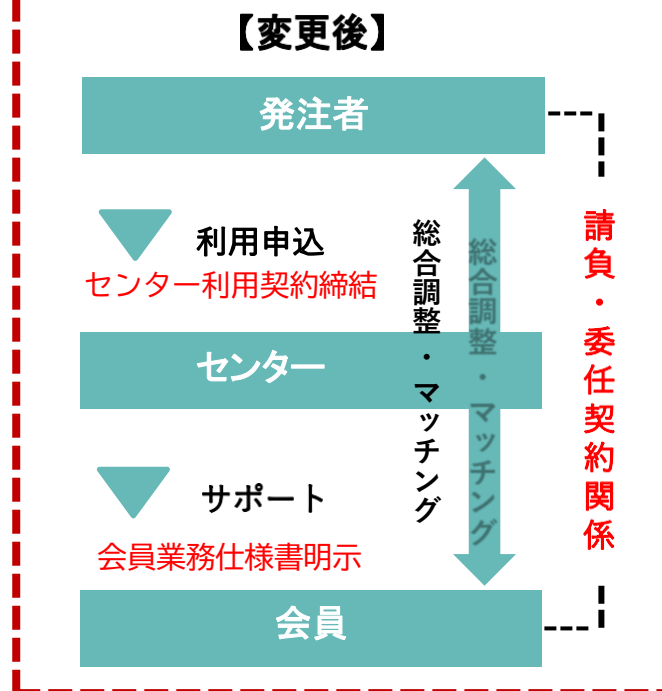 【変更後】
発注者
利用申込
センター利用契約締結
総合調整・マッチング
総合調整・マッチング
請負・委任契約関係
センター
サポート
会員業務仕様書明示
会員